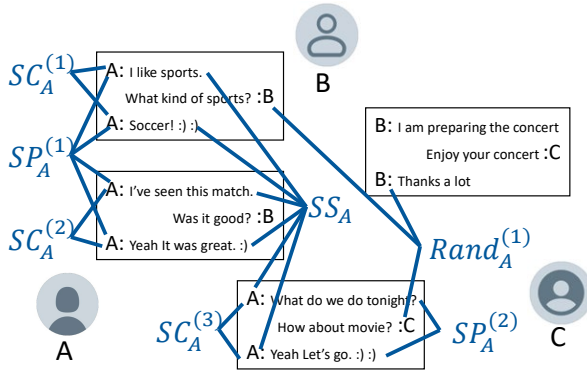 SC_A^{(1)}
A: I like sports.
What kind of sports? :B
A: Soccer! :) :)
B
SP_A^{(1)}
B: I am preparing the concert
Enjoy your concert :C
B: Thanks a lot
A: I've seen this match.
Was it good? :B
A: Yeah It was great. :)
SC_A^{(2)}
SS_A
Rand_A^{(1)}
A
A: What do we do tonight?
How about movie? :C
A: Yeah Let's go. :) :)
SC_A^{(3)}
SP_A^{(2)}
C